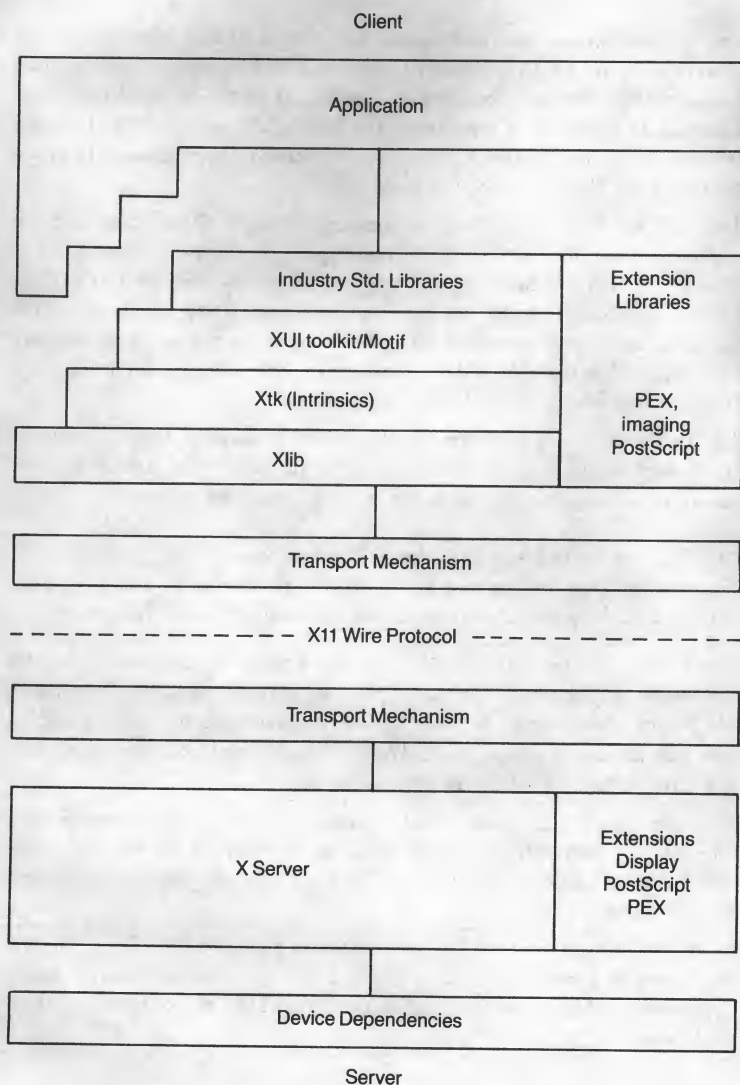 Client
Application
Industry Std. Libraries
Extension
Libraries
XUI toolkit/Motif
Xtk (Intrinsics)
PEX,
imaging
PostScript
Xlib
Transport Mechanism
X11 Wire Protocol
Transport Mechanism
X Server
Extensions
Display
PostScript
PEX
Device Dependencies
Server